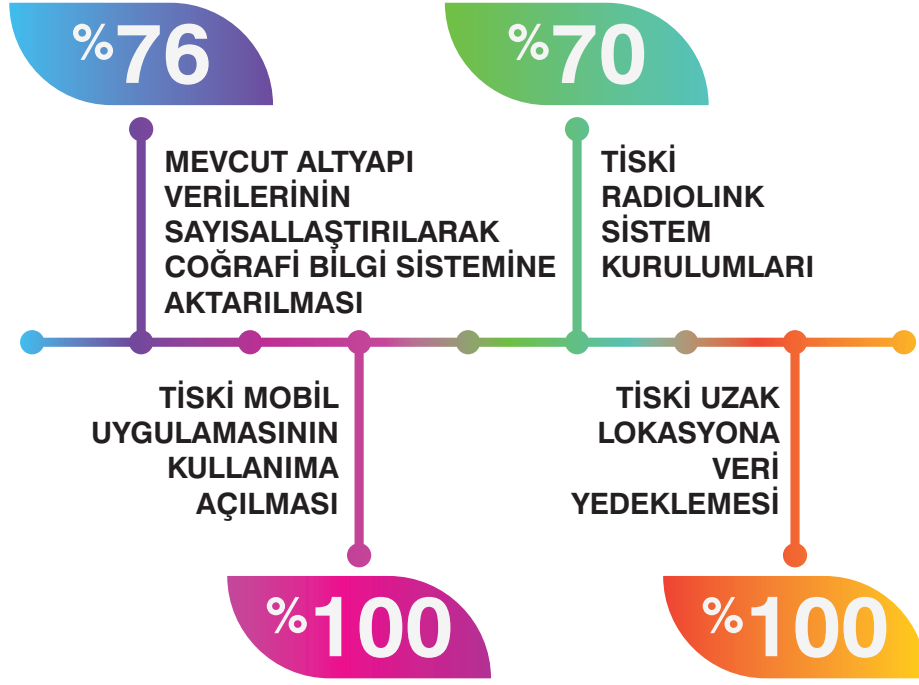 %76
MEVCUT ALTYAPI
VERİLERİNİN
SAYISALLAŞTIRILARAK
COĞRAFİ BİLGİ SİSTEMİNE
AKTARILMASI
%70
TİSKİ
RADIOLINK
SİSTEM
KURULUMLARI
TİSKİ MOBİL
UYGULAMASININ
KULLANIMA
AÇILMASI
%100
TİSKİ UZAK
LOKASYONA
VERİ
YEDEKLEMESİ
%100